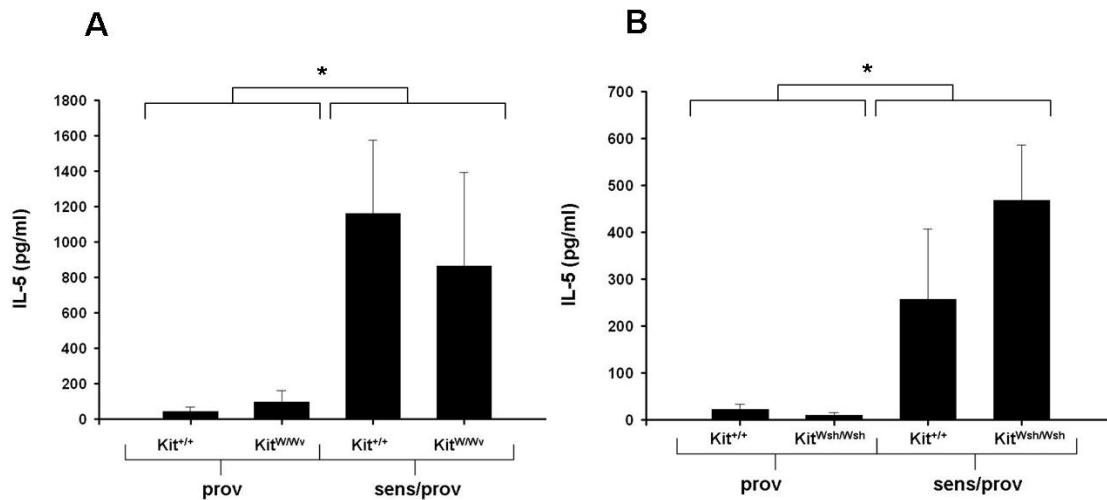 A
*
1800
1600
1400
1200
1000
800
600
400
200
0
IL-5 (pg/ml)
Kit+/+ KitW/Wv Kit+/+ KitW/Wv
prov sens/prov
B
*
700
600
500
400
300
200
100
0
IL-5 (pg/ml)
Kit+/+ KitWsh/Wsh Kit+/+ KitWsh/Wsh
prov sens/prov